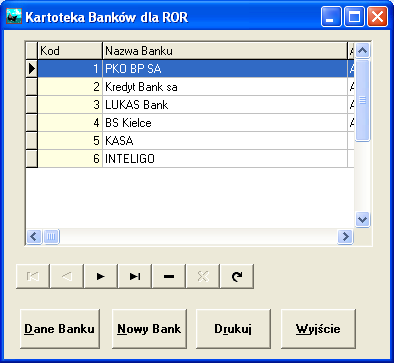 Kartoteka Banków dla ROR
Kod Nazwa Banku A
1 PKO BP SA A
2 Kredyt Bank sa A
3 LUKAS Bank A
4 BS Kielce A
5 KASA
6 INTELIGO
Dane Banku Nowy Bank Drukuj Wyjście